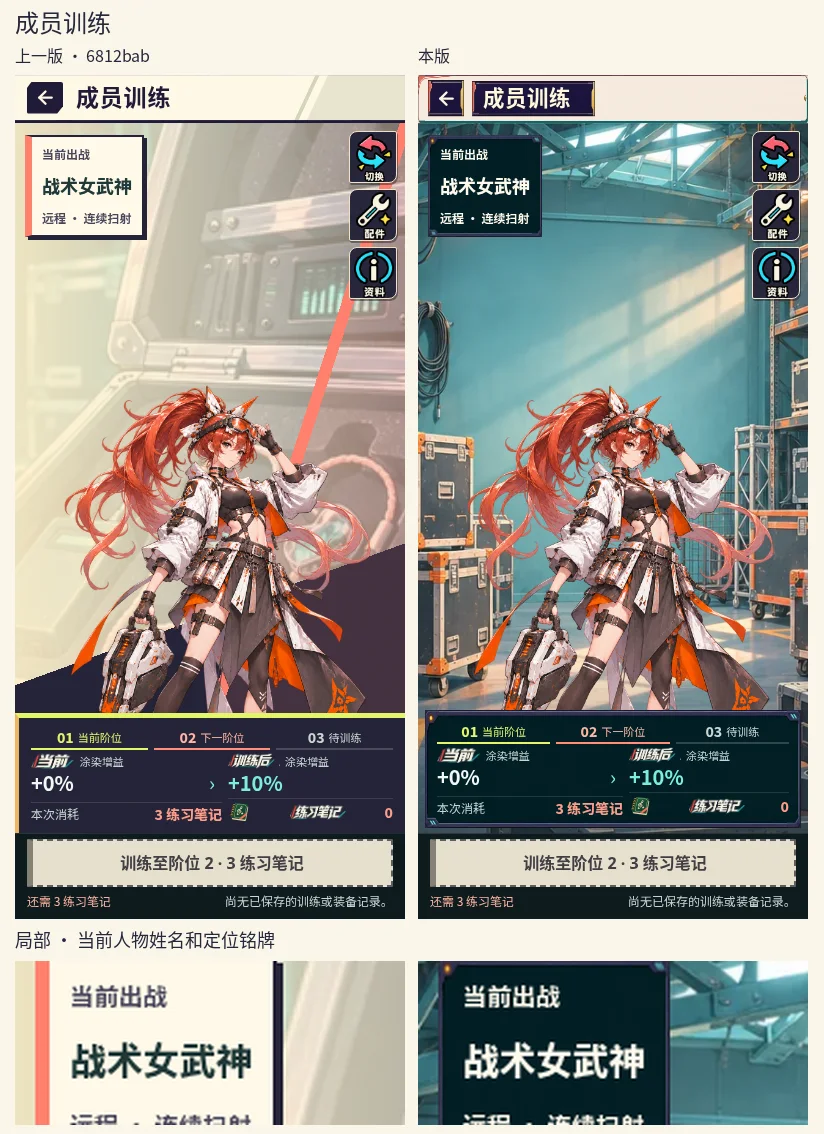 成员训练
上一版 · 6812bab
本版
成员训练
当前出战
战术女武神
远程 · 连续扫射
切换
配件
资料
01 当前阶位
02 下一阶位
03 待训练
当前 涂染增益
训练后 涂染增益
+0% › +10%
本次消耗 3 练习笔记
练习笔记 0
训练至阶位 2 · 3 练习笔记
还需 3 练习笔记
尚无已保存的训练或装备记录。
成员训练
当前出战
战术女武神
远程 · 连续扫射
切换
配件
资料
01 当前阶位
02 下一阶位
03 待训练
当前 涂染增益
训练后 涂染增益
+0% › +10%
本次消耗 3 练习笔记
练习笔记 0
训练至阶位 2 · 3 练习笔记
还需 3 练习笔记
尚无已保存的训练或装备记录。
局部 · 当前人物姓名和定位铭牌
当前出战
战术女武神
远程 · 连续扫射
当前出战
战术女武神
远程 · 连续扫射